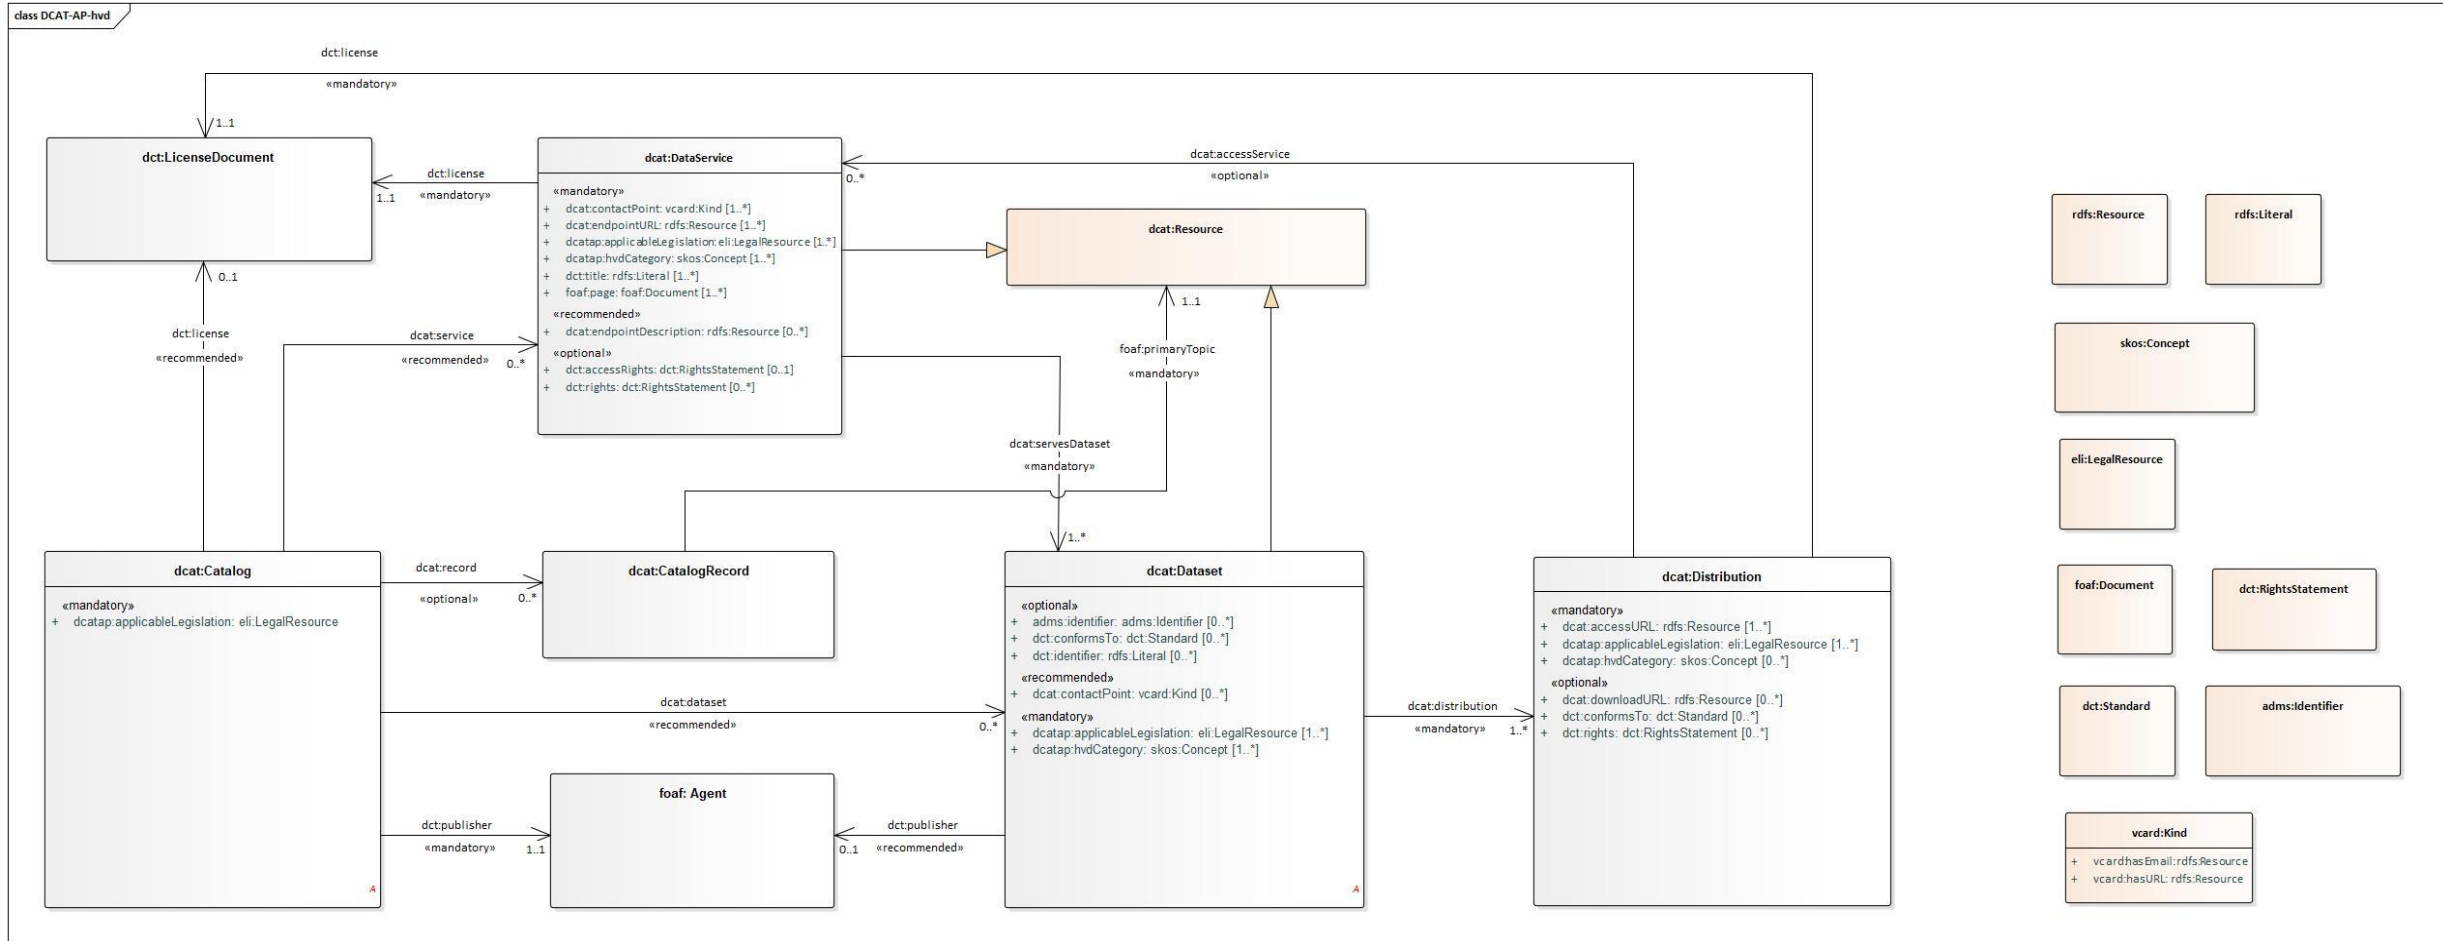 class DCAT-AP-hvd
dct:license
«mandatory»
1..1
dct:LicenseDocument
dct:license
«mandatory»
1..1
dcat:DataService
«mandatory»
+ dcat:contactPoint: vcard:Kind [1..*]
+ dcat:endpointURL: rdfs:Resource [1..*]
+ dcatap:applicableLegislation: eli:LegalResource [1..*]
+ dcatap:hvdCategory: skos:Concept [1..*]
+ dct:title: rdfs:Literal [1..*]
+ foaf:page: foaf:Document [1..*]
«recommended»
+ dcat:endpointDescription: rdfs:Resource [0..*]
«optional»
+ dct:accessRights: dct:RightsStatement [0..1]
+ dct:rights: dct:RightsStatement [0..*]
dcat:accessService
«optional»
0..*
dcat:Resource
1..1
foaf:primaryTopic
«mandatory»
0..1
dct:license
«recommended»
dcat:service
«recommended»
0..*
dcat:servesDataset
«mandatory»
1..*
dcat:Catalog
«mandatory»
+ dcatap:applicableLegislation: eli:LegalResource
A
dcat:record
«optional»
0..*
dcat:CatalogRecord
dcat:dataset
«recommended»
0..*
dct:publisher
«mandatory»
1..1
foaf: Agent
dct:publisher
0..1
«recommended»
dcat:Dataset
«optional»
+ adms:identifier: adms:Identifier [0..*]
+ dct:conformsTo: dct:Standard [0..*]
+ dct:identifier: rdfs:Literal [0..*]
«recommended»
+ dcat:contactPoint: vcard:Kind [0..*]
«mandatory»
+ dcatap:applicableLegislation: eli:LegalResource [1..*]
+ dcatap:hvdCategory: skos:Concept [1..*]
A
dcat:distribution
«mandatory»
1..*
dcat:Distribution
«mandatory»
+ dcat:accessURL: rdfs:Resource [1..*]
+ dcatap:applicableLegislation: eli:LegalResource [1..*]
+ dcatap:hvdCategory: skos:Concept [0..*]
«optional»
+ dcat:downloadURL: rdfs:Resource [0..*]
+ dct:conformsTo: dct:Standard [0..*]
+ dct:rights: dct:RightsStatement [0..*]
rdfs:Resource
rdfs:Literal
skos:Concept
eli:LegalResource
foaf:Document
dct:RightsStatement
dct:Standard
adms:Identifier
vcard:Kind
+ vcardhasEmail:rdfs:Resource
+ vcard:hasURL: rdfs:Resource